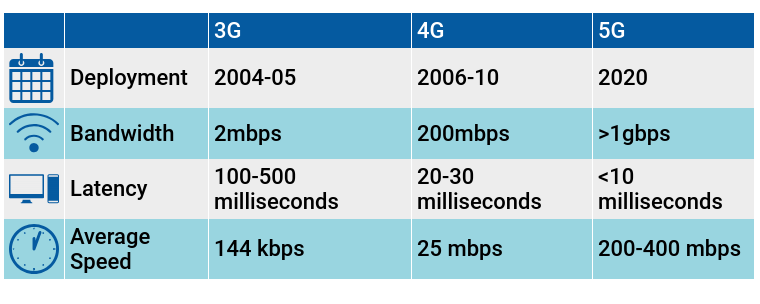 3G 4G 5G
Deployment 2004-05 2006-10 2020
Bandwidth 2mbps 200mbps >1gbps
Latency 100-500 milliseconds 20-30 milliseconds <10 milliseconds
Average Speed 144 kbps 25 mbps 200-400 mbps